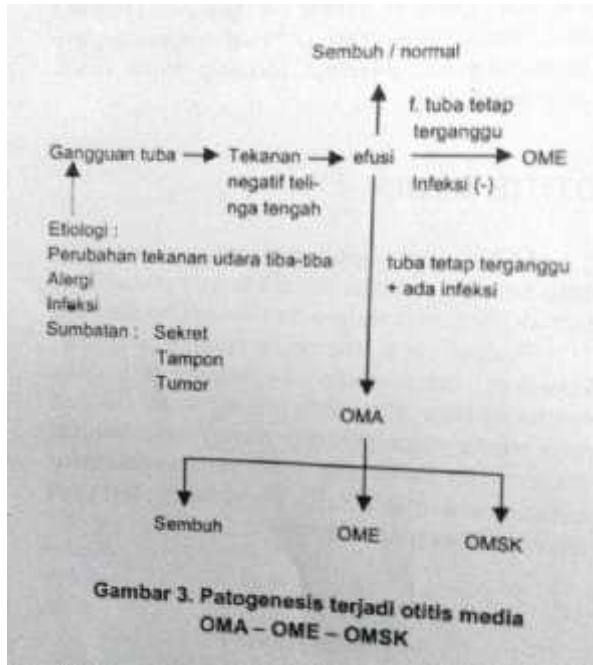 Sembuh / normal
f. tuba tetap
terganggu
Gangguan tuba
Tekanan
negatif teli-
nga tengah
efusi
OME
Infeksi (-)
Etiologi :
Perubahan tekanan udara tiba-tiba
Alergi
Infeksi
Sumbatan : Sekret
Tampon
Tumor
tuba tetap terganggu
+ ada infeksi
OMA
Sembuh
OME
OMSK
Gambar 3. Patogenesis terjadi otitis media
OMA – OME – OMSK